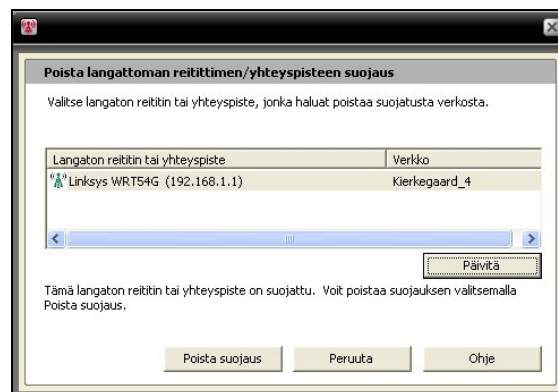 Poista langattoman reitittimen/yhteyspisteen suojaus
Valitse langaton reititin tai yhteyspiste, jonka haluat poistaa suojatusta verkosta.
Langaton reititin tai yhteyspiste Verkko
Linksys WRT54G (192.168.1.1) Kierkegaard_4
Päivitä
Tämä langaton reititin tai yhteyspiste on suojattu. Voit poistaa suojauksen valitsemalla
Poista suojaus.
Poista suojaus Peruuta Ohje